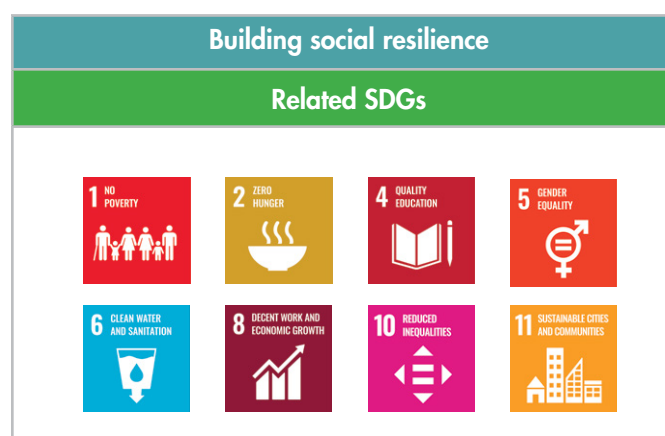 Building social resilience
Related SDGs
1 NO
POVERTY
2 ZERO
HUNGER
4 QUALITY
EDUCATION
5 GENDER
EQUALITY
6 CLEAN WATER
AND SANITATION
8 DECENT WORK AND
ECONOMIC GROWTH
10 REDUCED
INEQUALITIES
11 SUSTAINABLE CITIES
AND COMMUNITIES